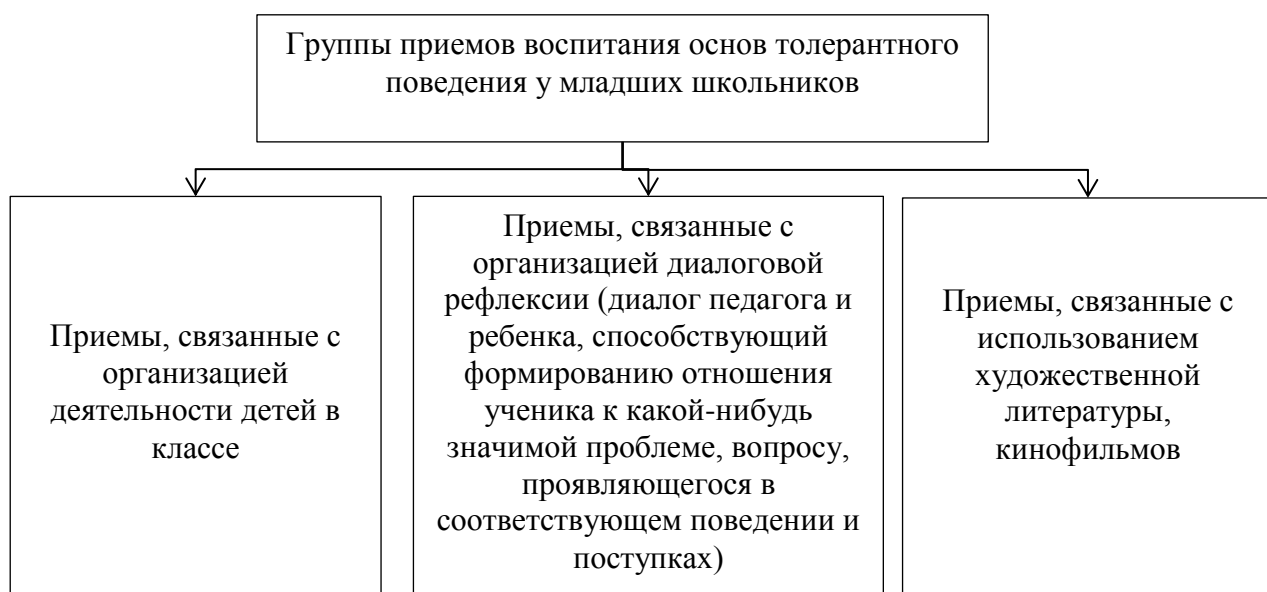 Группы приемов воспитания основ толерантного
поведения у младших школьников
Приемы, связанные с
организацией
деятельности детей в
классе
Приемы, связанные с
организацией диалоговой
рефлексии (диалог педагога и
ребенка, способствующий
формированию отношения
ученика к какой-нибудь
значимой проблеме, вопросу,
проявляющегося в
соответствующем поведении и
поступках)
Приемы, связанные с
использованием
художественной
литературы,
кинофильмов